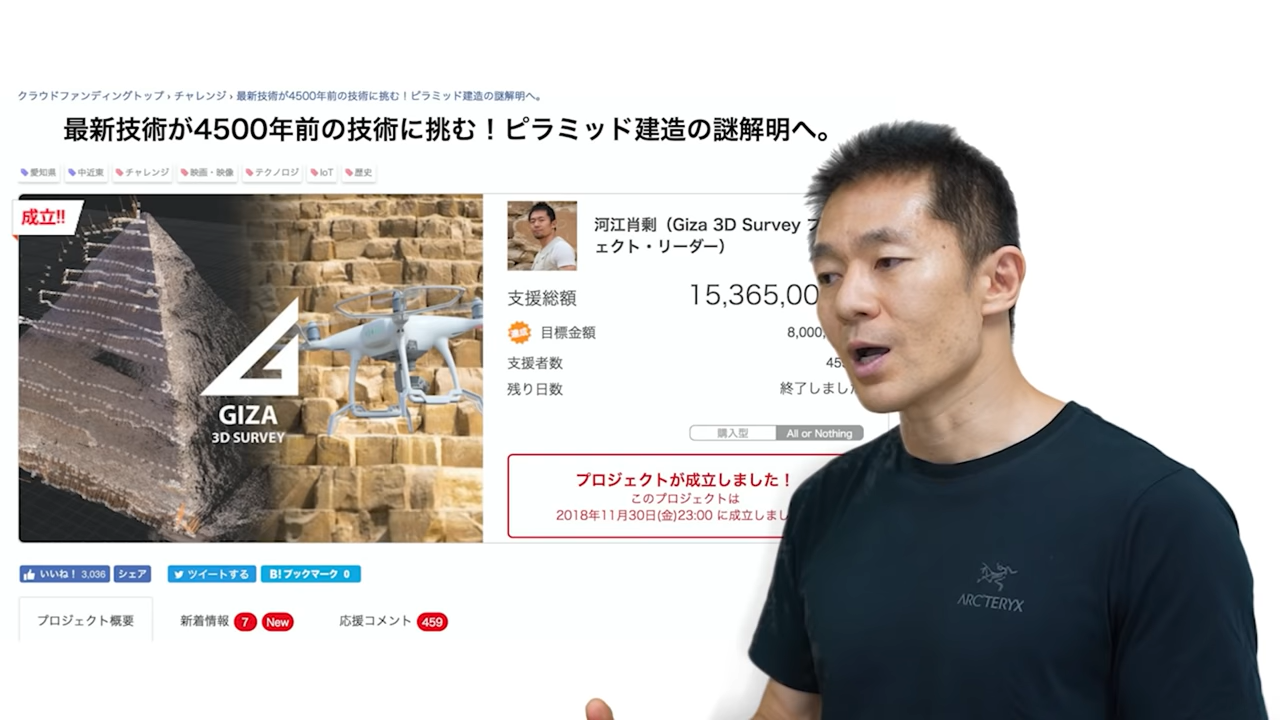 クラウドファンディングトップ › チャレンジ › 最新技術が4500年前の技術に挑む!ピラミッド建造の謎解明へ。
最新技術が4500年前の技術に挑む!ピラミッド建造の謎解明へ。
愛知県 中近東 チャレンジ 映画・映像 テクノロジ IoT 歴史
成立!!
GIZA
3D SURVEY
河江肖剰(Giza 3D Survey プ
ェクト・リーダー)
支援総額 15,365,00
達成 目標金額 8,000,
支援者数 45
残り日数 終了しまし
購入型 All or Nothing
プロジェクトが成立しました!
このプロジェクトは
2018年11月30日(金)23:00 に成立しまし
いいね! 3,036 シェア ツイートする B!ブックマーク 0
プロジェクト概要 新着情報 7 New 応援コメント 459
ARC'TERYX